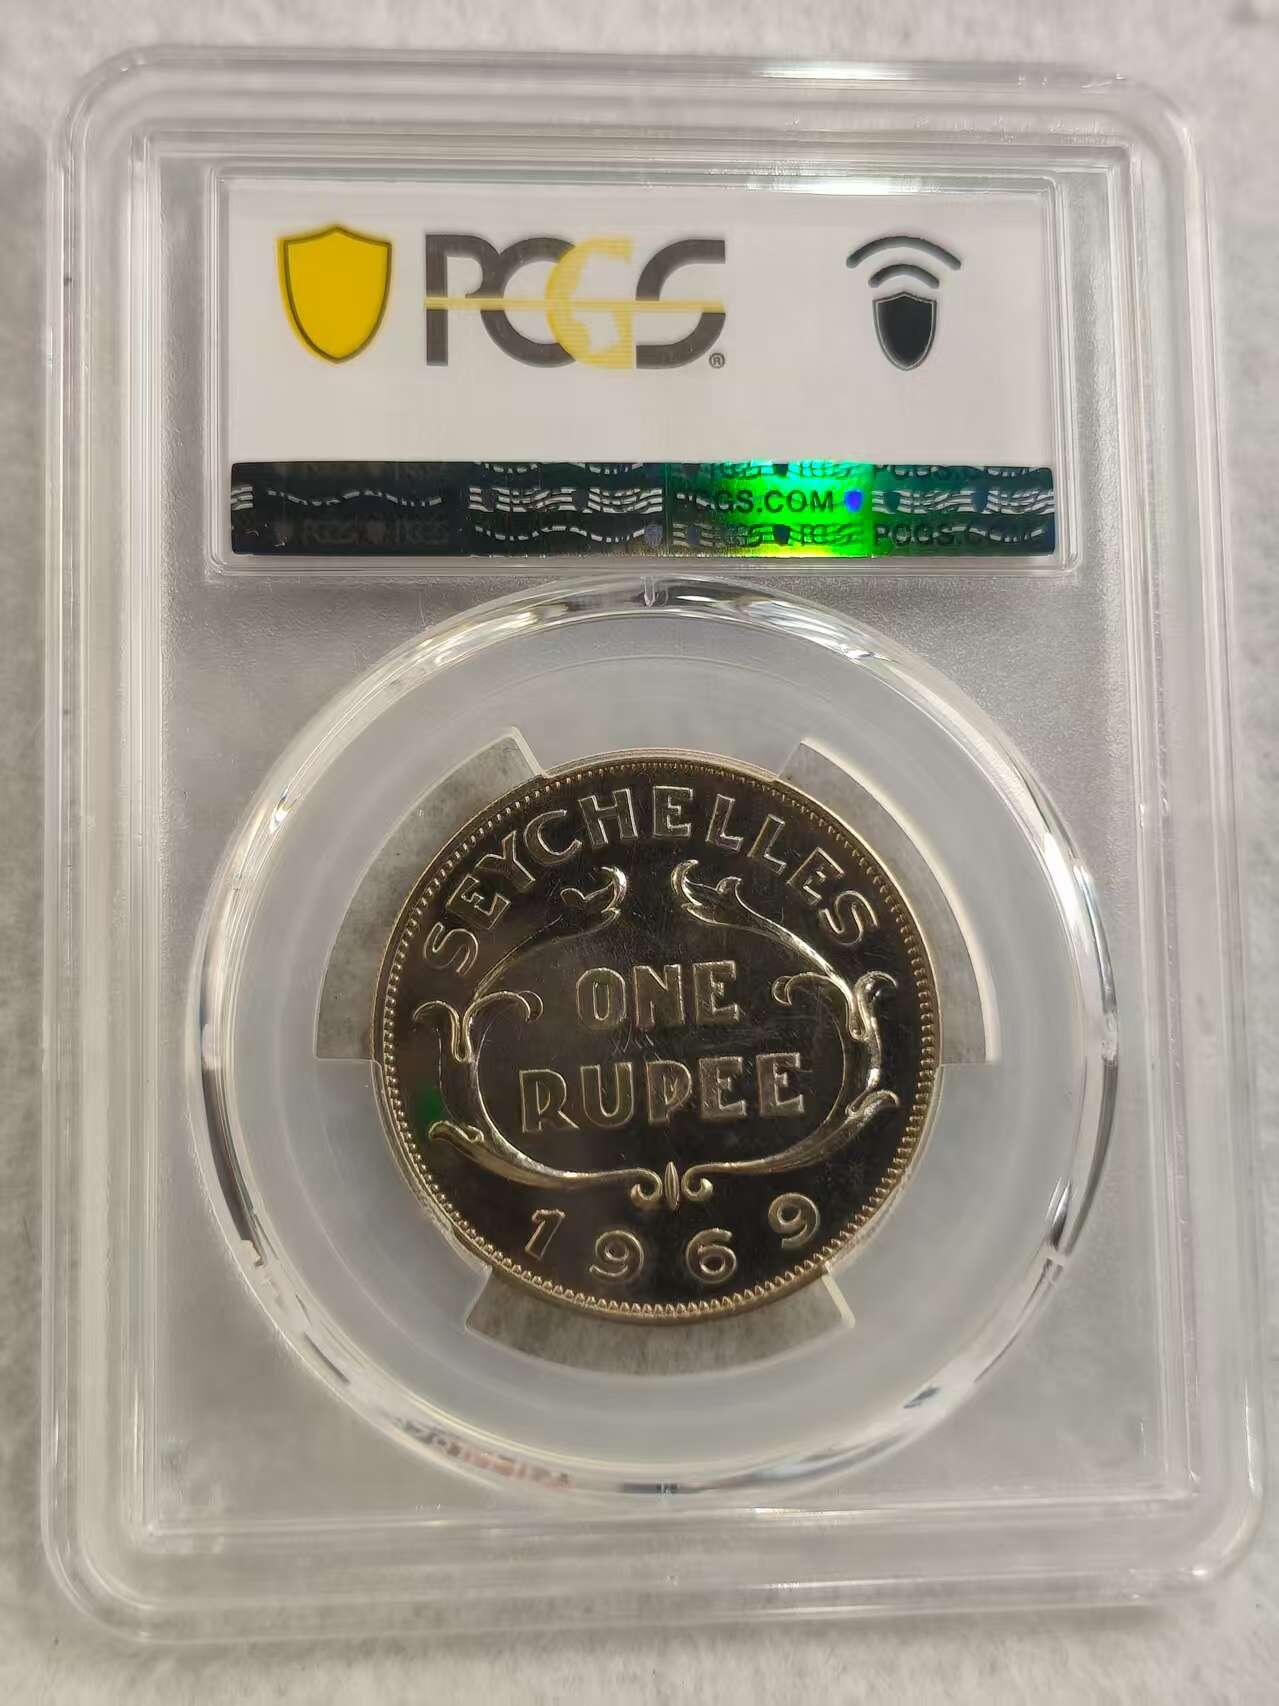 PCGS®
PCGS.COM PCGS.COM
SEYCHELLES
ONE
RUPEE
1969